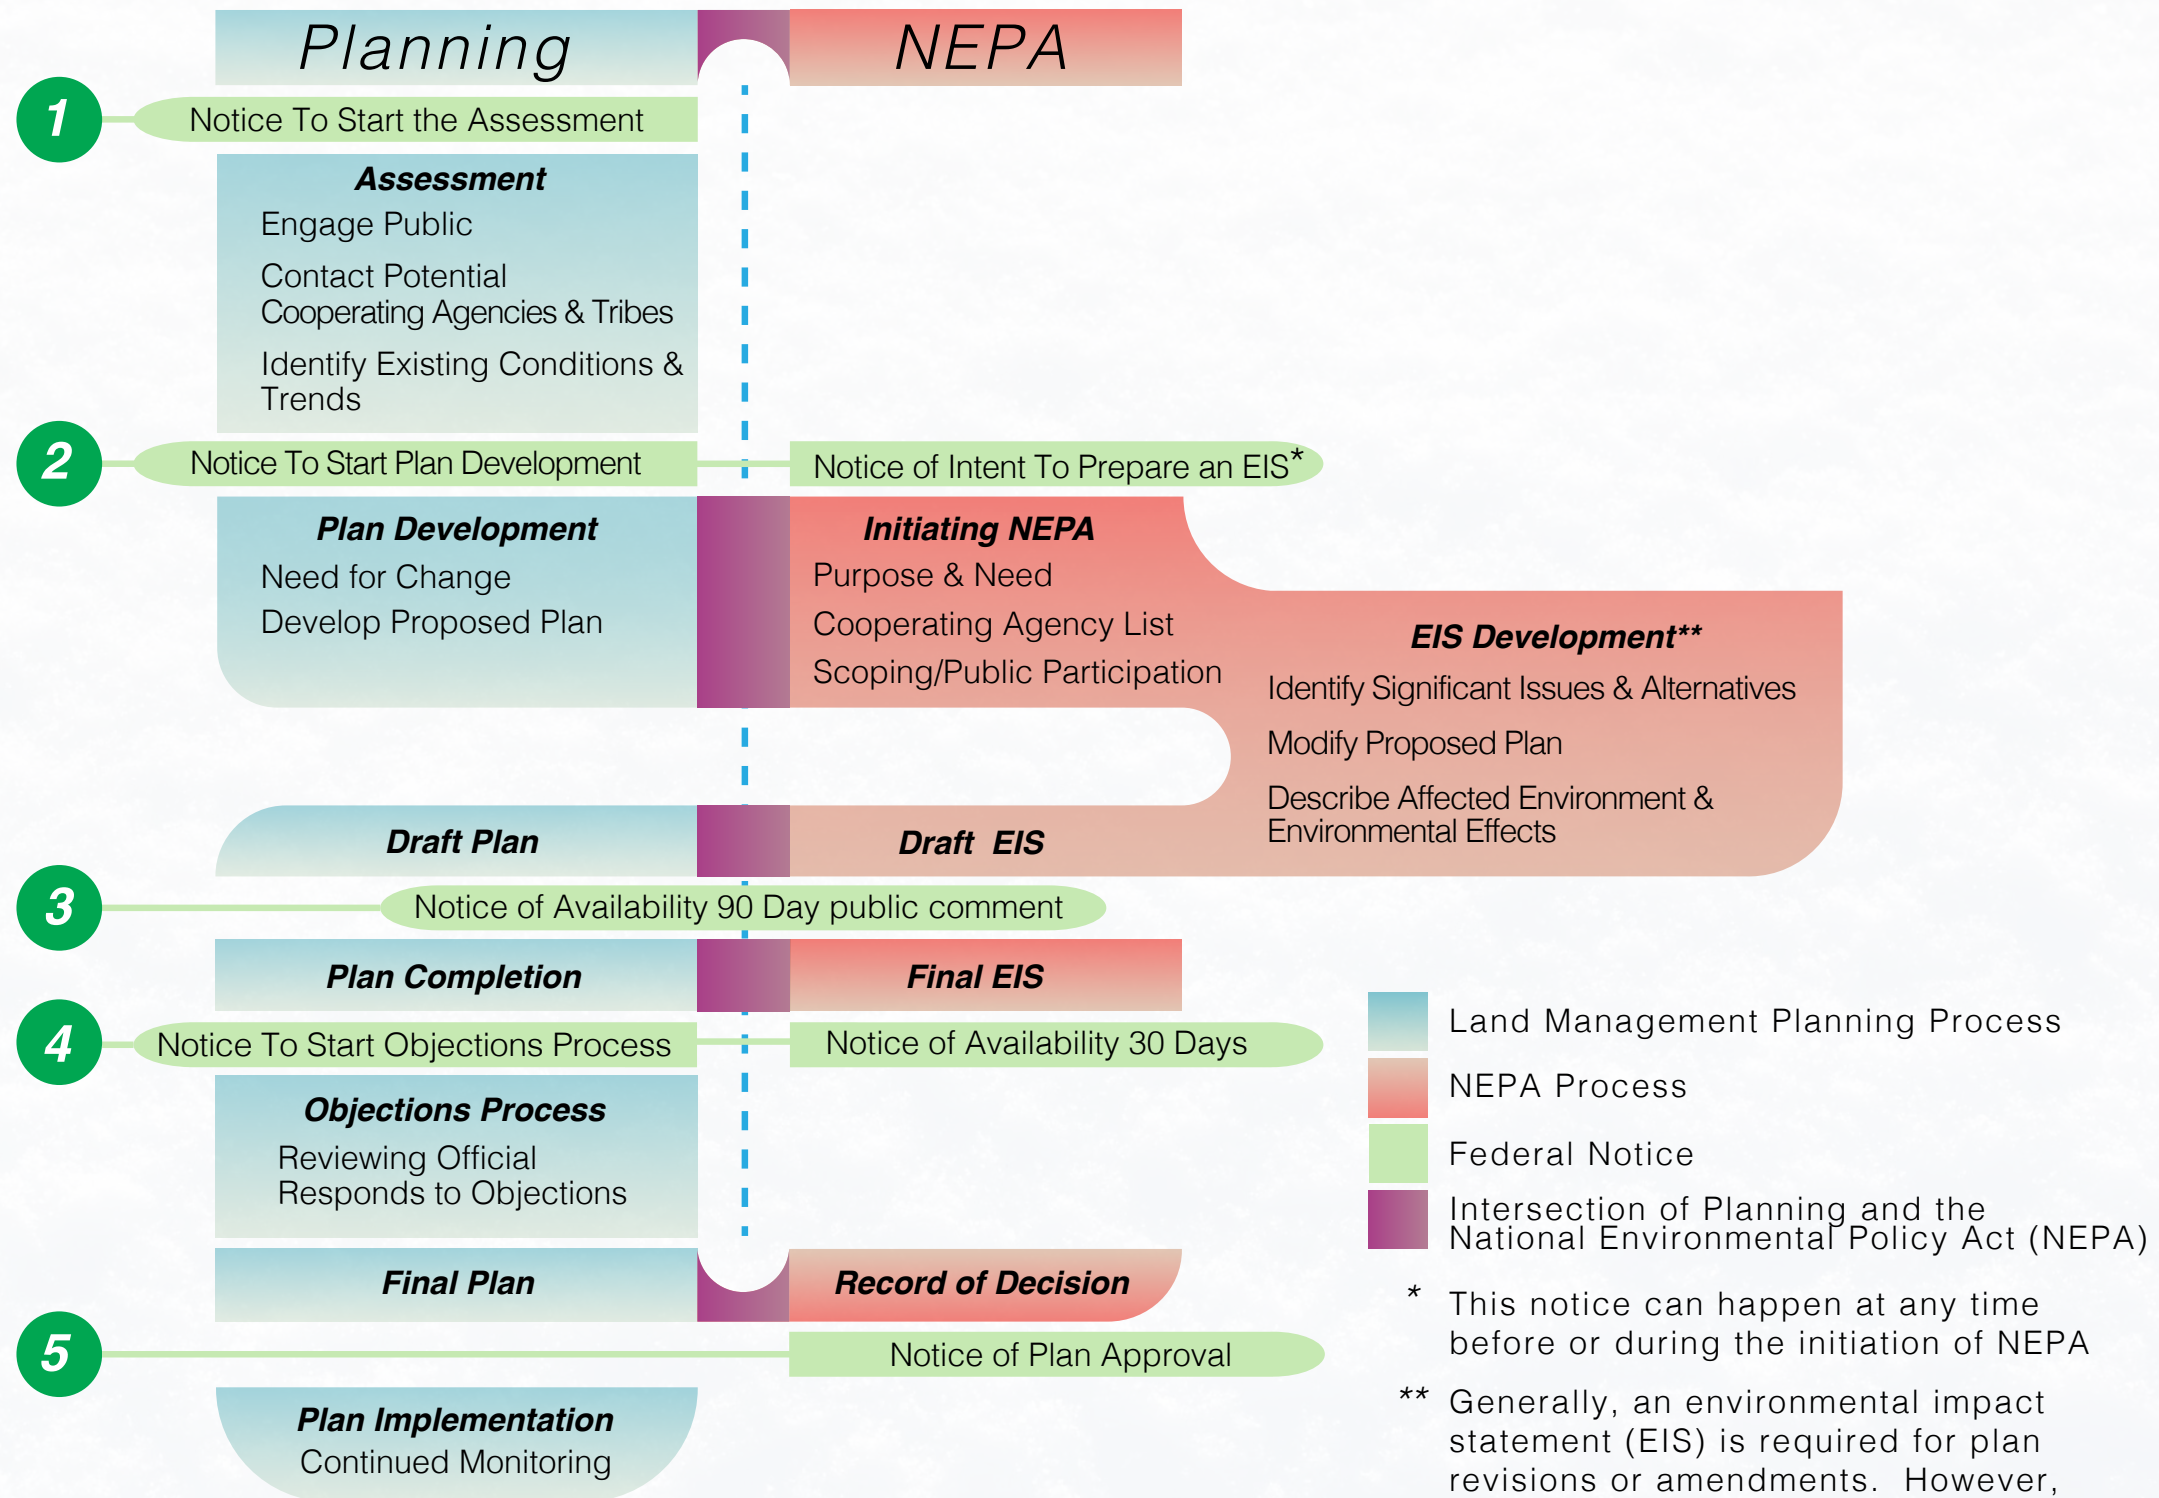 Planning
NEPA
1
Notice To Start the Assessment
Assessment
Engage Public
Contact Potential
Cooperating Agencies & Tribes
Identify Existing Conditions &
Trends
2
Notice To Start Plan Development
Notice of Intent To Prepare an EIS*
Plan Development
Need for Change
Develop Proposed Plan
Initiating NEPA
Purpose & Need
Cooperating Agency List
Scoping/Public Participation
EIS Development**
Identify Significant Issues & Alternatives
Modify Proposed Plan
Describe Affected Environment &
Environmental Effects
Draft Plan
Draft EIS
3
Notice of Availability 90 Day public comment
Plan Completion
Final EIS
4
Notice To Start Objections Process
Notice of Availability 30 Days
Objections Process
Reviewing Official
Responds to Objections
Final Plan
Record of Decision
5
Notice of Plan Approval
Plan Implementation
Continued Monitoring
Land Management Planning Process
NEPA Process
Federal Notice
Intersection of Planning and the
National Environmental Policy Act (NEPA)
* This notice can happen at any time
before or during the initiation of NEPA
** Generally, an environmental impact
statement (EIS) is required for plan
revisions or amendments. However,